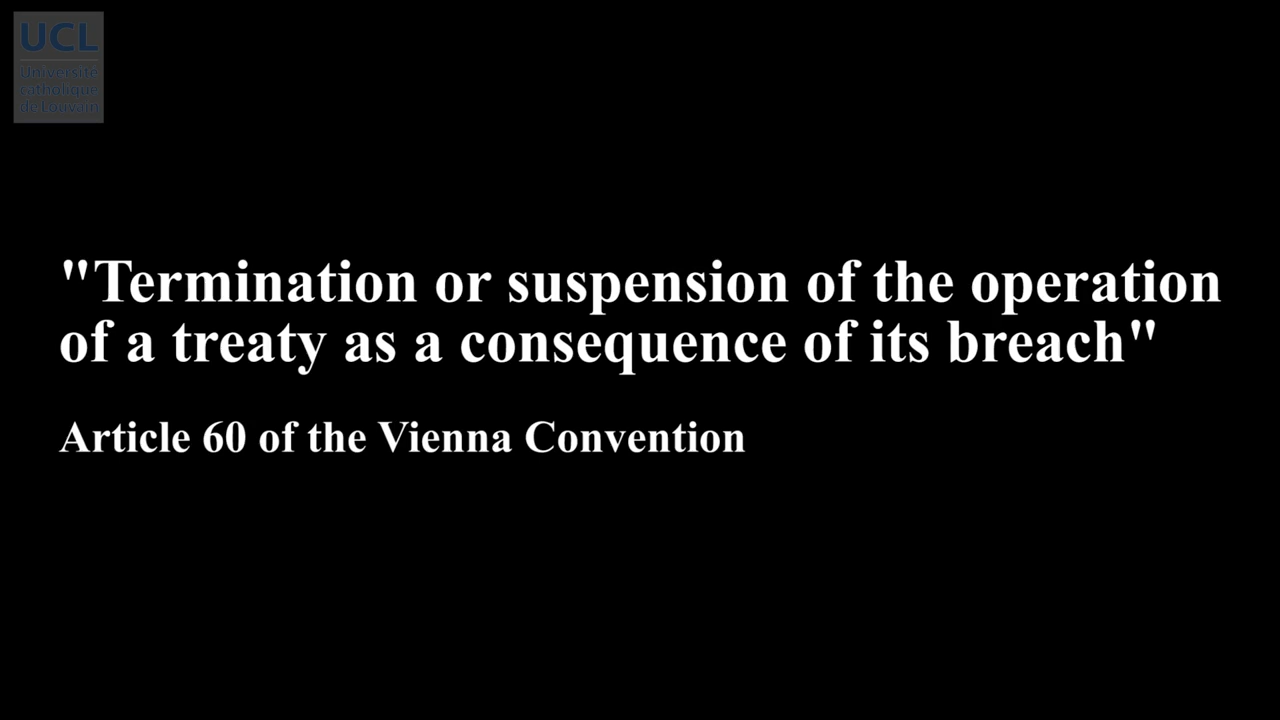 UCL
Université
catholique
de Louvain
"Termination or suspension of the operation
of a treaty as a consequence of its breach"
Article 60 of the Vienna Convention